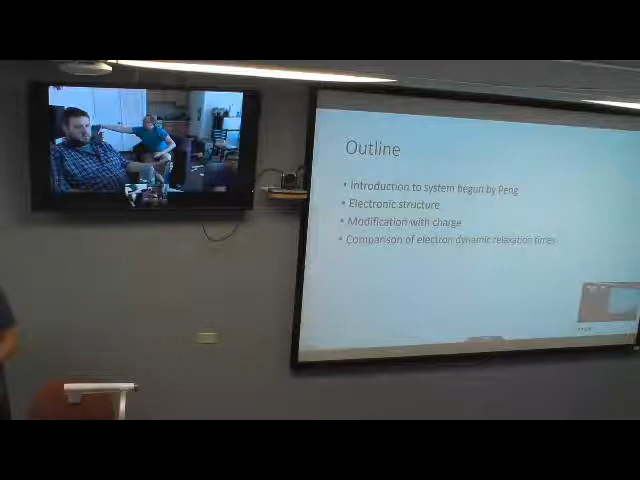 Outline
• Introduction to system begun by Peng
• Electronic structure
• Modification with charge
• Comparison of electron dynamic relaxation times